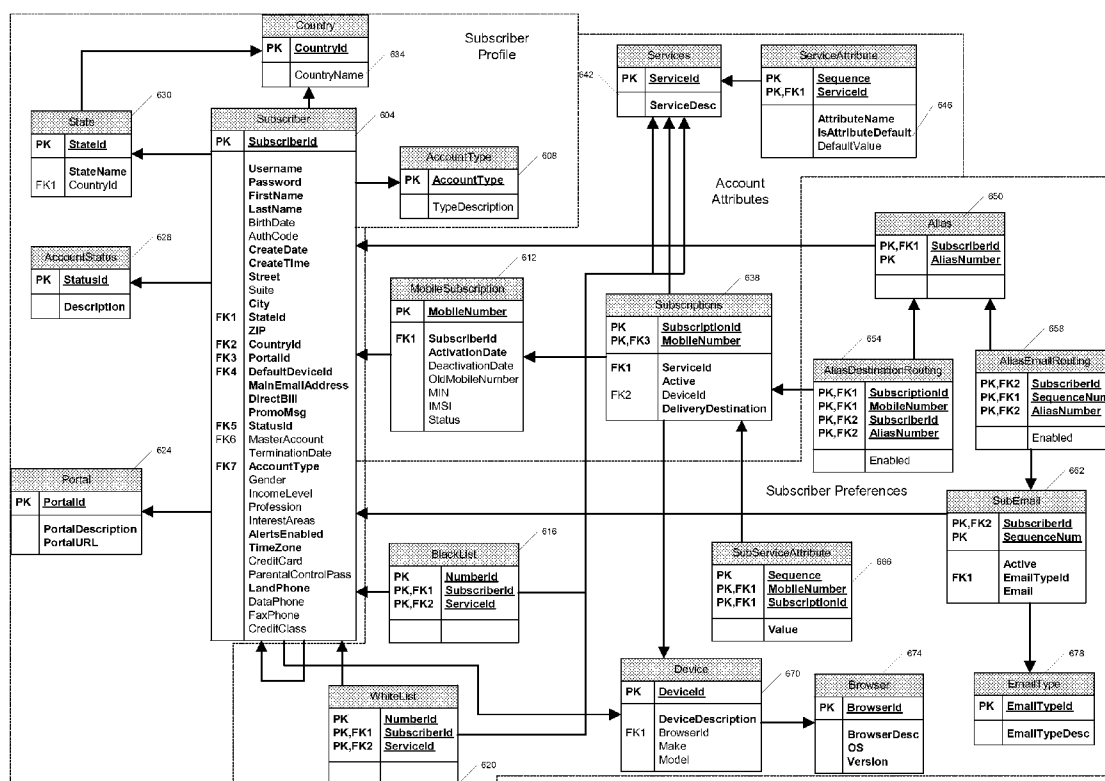 Subscriber
Profile
Country
PK CountryId
CountryName
634
Services
PK ServiceId
ServiceDesc
642
ServiceAttribute
PK Sequence
PK,FK1 ServiceId
AttributeName
IsAttributeDefault
DefaultValue
646
State
630
PK StateId
StateName
FK1 CountryId
Subscriber
604
PK SubscriberId
Username
Password
FirstName
LastName
BirthDate
AuthCode
CreateDate
CreateTime
Street
Suite
City
FK1 StateId
ZIP
FK2 CountryId
FK3 PortalId
FK4 DefaultDeviceId
MainEmailAddress
DirectBill
PromoMsg
FK5 StatusId
FK6 MasterAccount
TerminationDate
FK7 AccountType
Gender
IncomeLevel
Profession
InterestAreas
AlertsEnabled
TimeZone
CreditCard
ParentalControlPass
LandPhone
DataPhone
FaxPhone
CreditClass
AccountType
608
PK AccountType
TypeDescription
Account
Attributes
Alias
650
PK,FK1 SubscriberId
PK AliasNumber
AccountStatus
628
PK StatusId
Description
MobileSubscription
612
PK MobileNumber
FK1 SubscriberId
ActivationDate
DeactivationDate
OldMobileNumber
MIN
IMSI
Status
Subscriptions
638
PK SubscriptionId
PK,FK3 MobileNumber
FK1 ServiceId
Active
FK2 DeviceId
DeliveryDestination
AliasDestinationRouting
654
PK,FK1 SubscriptionId
PK,FK1 MobileNumber
PK,FK2 SubscriberId
PK,FK2 AliasNumber
Enabled
AliasEmailRouting
658
PK,FK2 SubscriberId
PK,FK1 SequenceNum
PK,FK2 AliasNumber
Enabled
Portal
624
PK PortalId
PortalDescription
PortalURL
Subscriber Preferences
SubEmail
662
PK,FK2 SubscriberId
PK SequenceNum
Active
FK1 EmailTypeId
Email
BlackList
616
PK NumberId
PK,FK1 SubscriberId
PK,FK2 ServiceId
SubServiceAttribute
666
PK Sequence
PK,FK1 MobileNumber
PK,FK1 SubscriptionId
Value
WhiteList
620
PK NumberId
PK,FK1 SubscriberId
PK,FK2 ServiceId
Device
670
PK DeviceId
DeviceDescription
FK1 BrowserId
Make
Model
Browser
674
PK BrowserId
BrowserDesc
OS
Version
EmailType
678
PK EmailTypeId
EmailTypeDesc